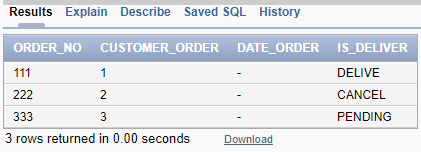 Results Explain Describe Saved SQL History
ORDER_NO CUSTOMER_ORDER DATE_ORDER IS_DELIVER
111 1 - DELIVE
222 2 - CANCEL
333 3 - PENDING
3 rows returned in 0.00 seconds Download